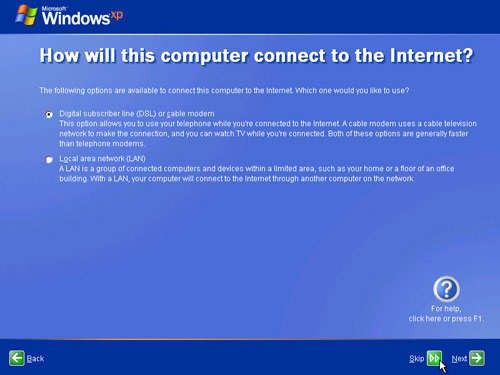 Microsoft
Windows xp
How will this computer connect to the Internet?
The following options are available to connect this computer to the Internet. Which one would you like to use?
Digital subscriber line (DSL) or cable modem
This option allows you to use your telephone while you're connected to the Internet. A cable modem uses a cable television
network to make the connection, and you can watch TV while you're connected. Both of these options are generally faster
than telephone modems.
Local area network (LAN)
A LAN is a group of connected computers and devices within a limited area, such as your home or a floor of an office
building. With a LAN, your computer will connect to the Internet through another computer on the network.
?
For help,
click here or press F1.
Back
Skip
Next